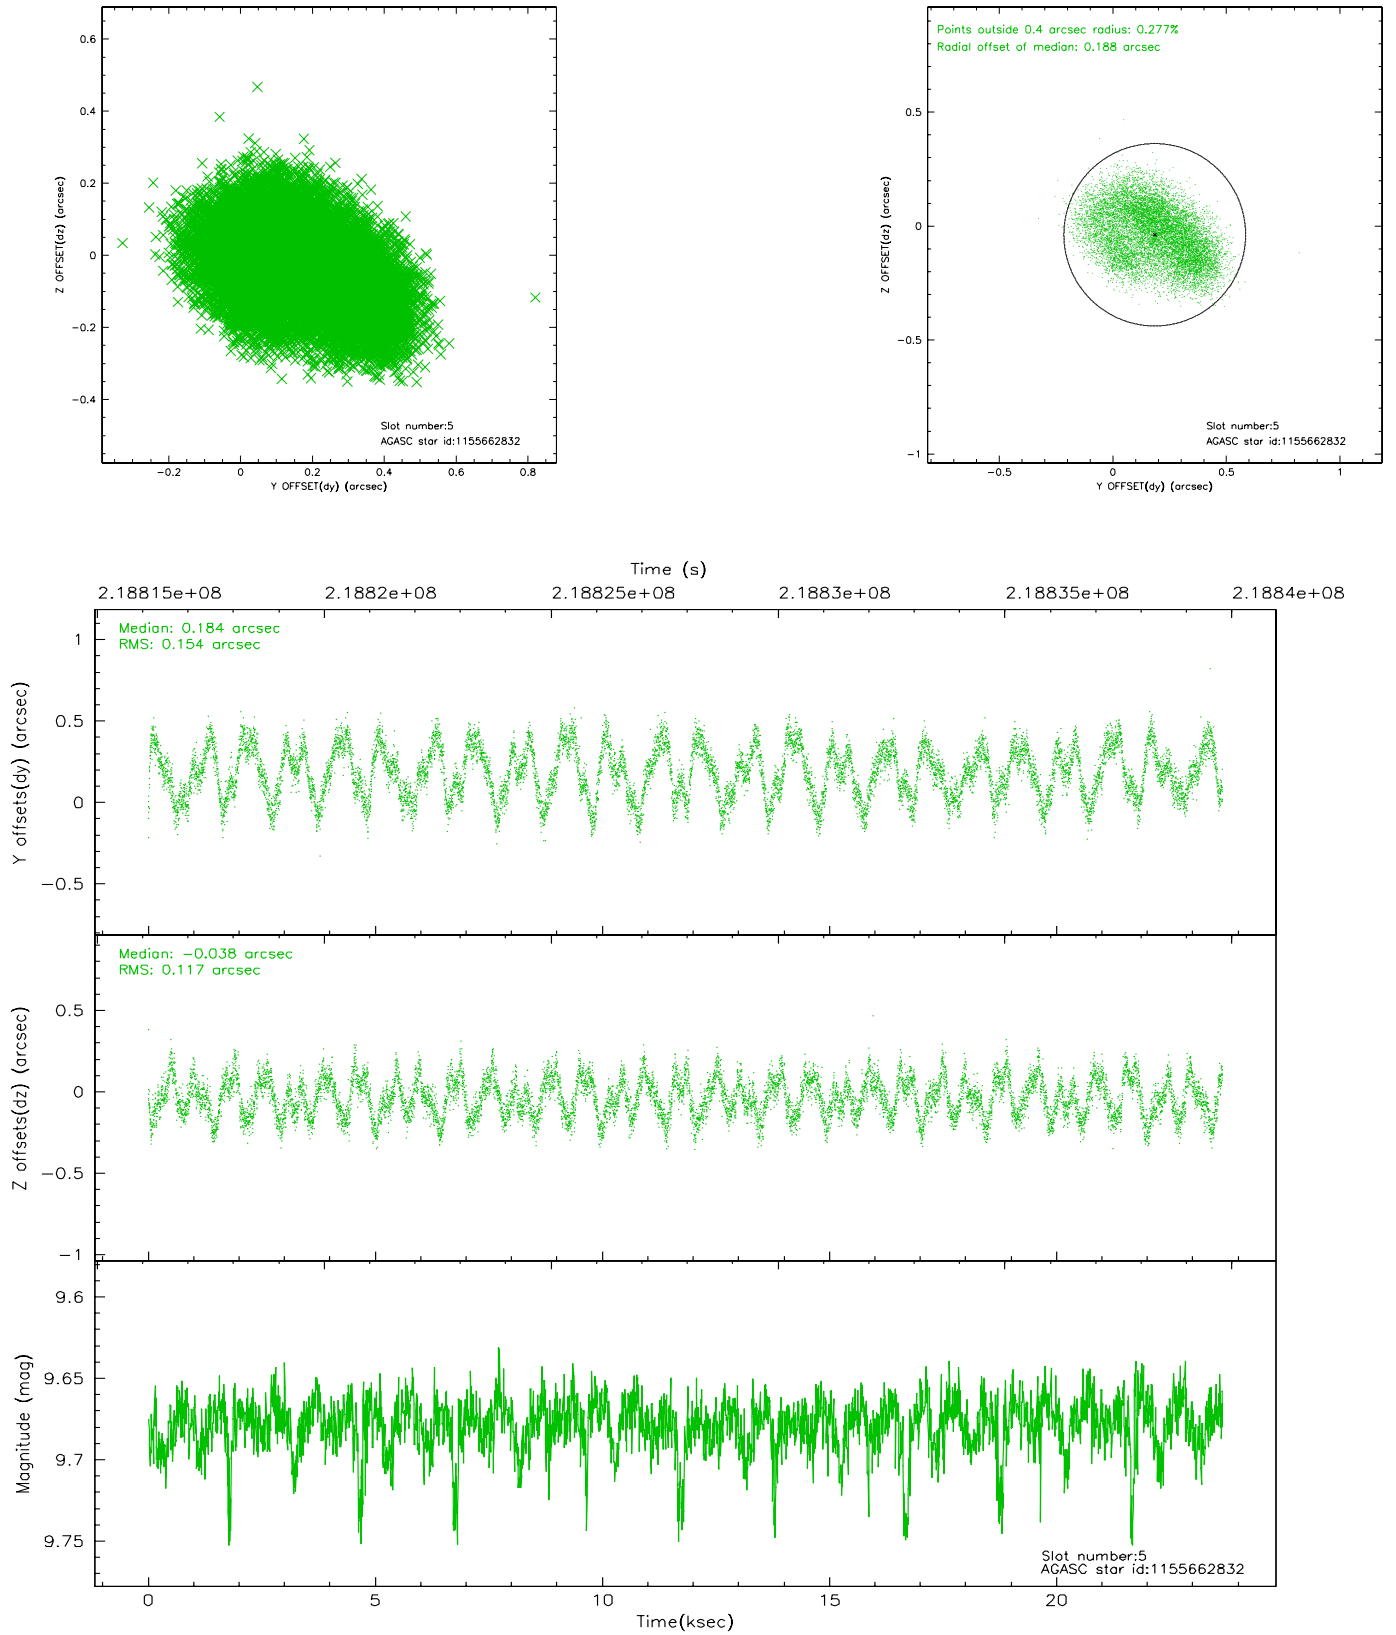 0.6
0.4
0.2
0
−0.2
−0.4
−0.2
0
0.2
0.4
0.6
0.8
Z OFFSET(dz) (arcsec)
Y OFFSET(dy) (arcsec)
Slot number:5
AGASC star id:1155662832
Points outside 0.4 arcsec radius: 0.277%
Radial offset of median: 0.188 arcsec
0.5
0
−0.5
−1
−0.5
0
0.5
1
Z OFFSET(dz) (arcsec)
Y OFFSET(dy) (arcsec)
Slot number:5
AGASC star id:1155662832
Time (s)
2.18815e+08
2.1882e+08
2.18825e+08
2.1883e+08
2.18835e+08
2.1884e+08
Median: 0.184 arcsec
RMS: 0.154 arcsec
1
0.5
0
−0.5
Y offsets(dy) (arcsec)
Median: −0.038 arcsec
RMS: 0.117 arcsec
0.5
0
−0.5
−1
Z offsets(dz) (arcsec)
9.6
9.65
9.7
9.75
Magnitude (mag)
Slot number:5
AGASC star id:1155662832
0
5
10
15
20
Time(ksec)